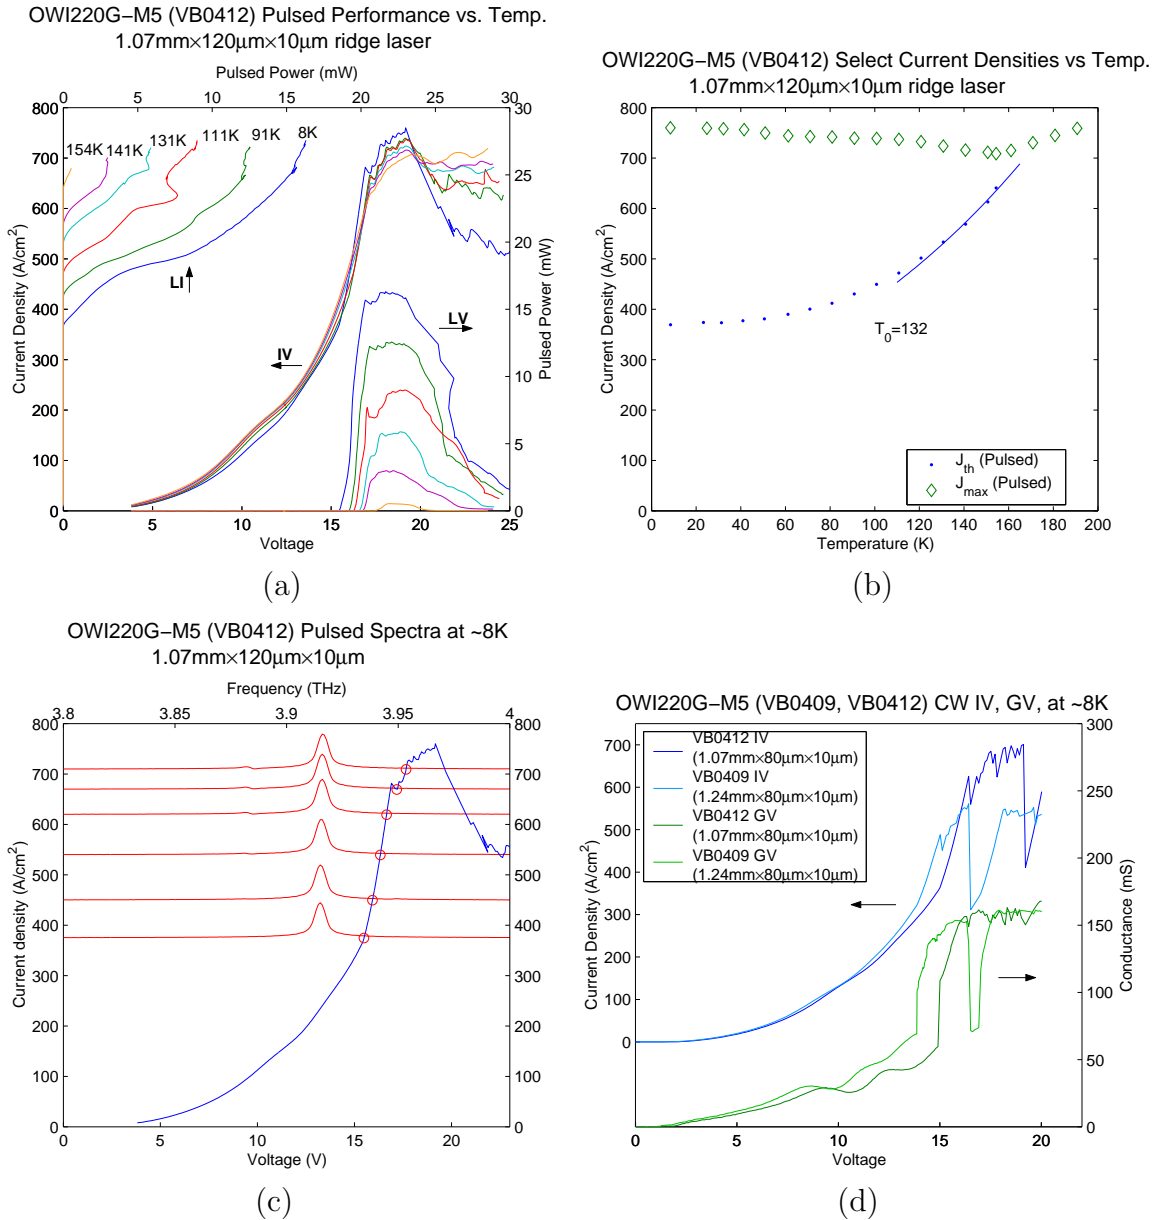 OWI220G−M5 (VB0412) Pulsed Performance vs. Temp.
1.07mm×120μm×10μm ridge laser
Pulsed Power (mW)
0 5 10 15 20 25 30
800 700 600 500 400 300 200 100 0
Current Density (A/cm²)
154K 141K 131K 111K 91K 8K
LI
IV
LV
30 25 20 15 10 5 0
Pulsed Power (mW)
0 5 10 15 20 25
Voltage
(a)
OWI220G−M5 (VB0412) Select Current Densities vs Temp.
1.07mm×120μm×10μm ridge laser
800 700 600 500 400 300 200 100 0
Current Density (A/cm²)
T_0=132
J_th (Pulsed)
J_max (Pulsed)
0 20 40 60 80 100 120 140 160 180 200
Temperature (K)
(b)
OWI220G−M5 (VB0412) Pulsed Spectra at ~8K
1.07mm×120μm×10μm
Frequency (THz)
3.8 3.85 3.9 3.95 4
800 700 600 500 400 300 200 100 0
Current density (A/cm²)
800 700 600 500 400 300 200 100 0
0 5 10 15 20
Voltage (V)
(c)
OWI220G−M5 (VB0409, VB0412) CW IV, GV, at ~8K
VB0412 IV
(1.07mm×80μm×10μm)
VB0409 IV
(1.24mm×80μm×10μm)
VB0412 GV
(1.07mm×80μm×10μm)
VB0409 GV
(1.24mm×80μm×10μm)
700 600 500 400 300 200 100 0
Current Density (A/cm²)
300 250 200 150 100 50 0
Conductance (mS)
0 5 10 15 20
Voltage
(d)